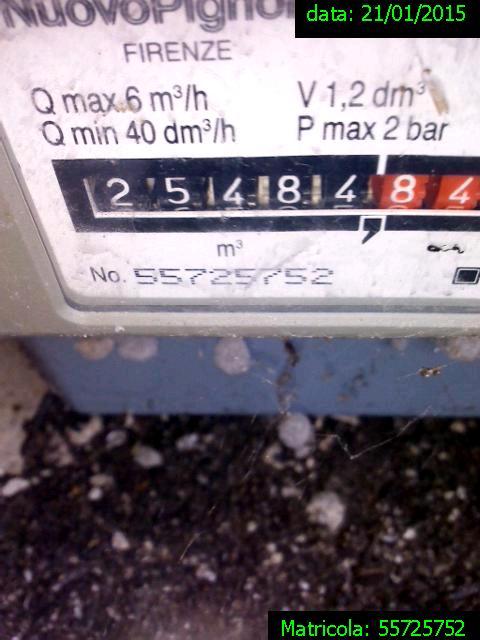 data: 21/01/2015
NuovoPignon
FIRENZE
Q max 6 m³/h
V 1,2 dm³
Q min 40 dm³/h
P max 2 bar
2 5 4 8 4 8 4
m³
No. 55725752
Matricola: 55725752